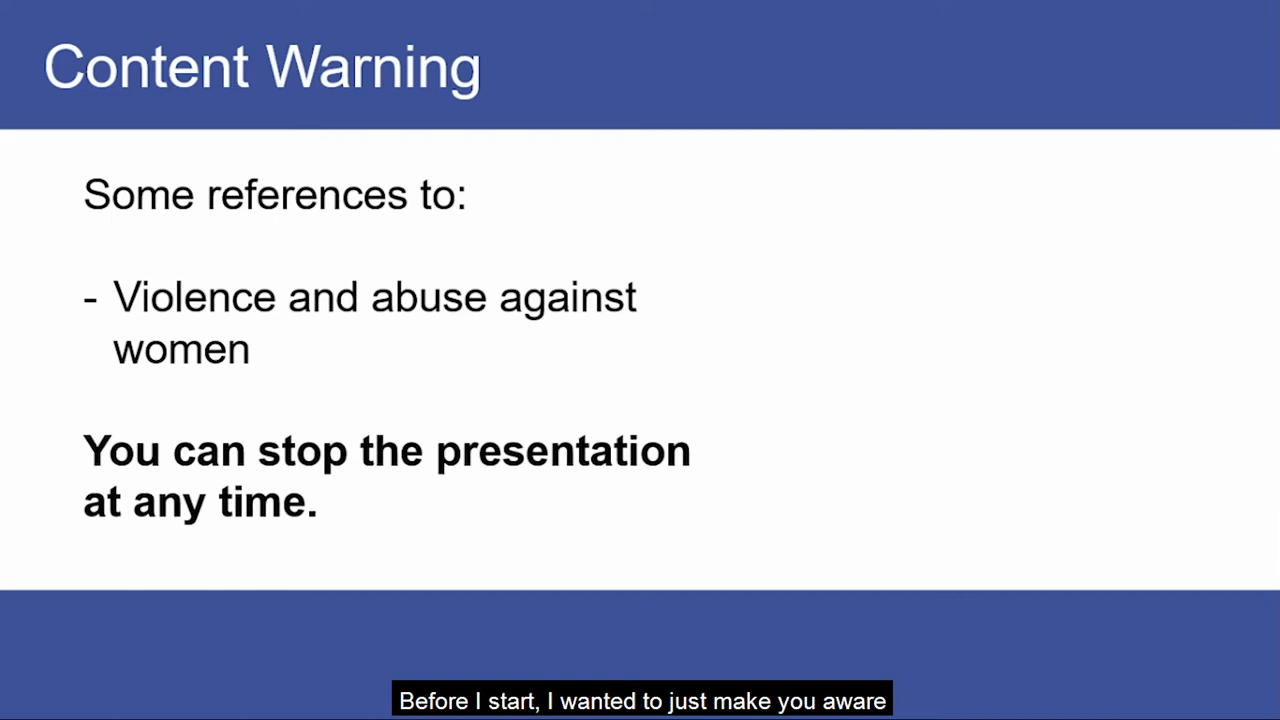 Content Warning
Some references to:
- Violence and abuse against
women
You can stop the presentation
at any time.
Before I start, I wanted to just make you aware